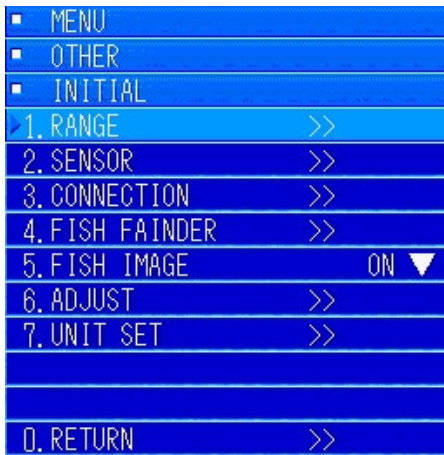 MENU
OTHER
INITIAL
1. RANGE >>
2. SENSOR >>
3. CONNECTION >>
4. FISH FAINDER >>
5. FISH IMAGE ON
6. ADJUST >>
7. UNIT SET >>
0. RETURN >>